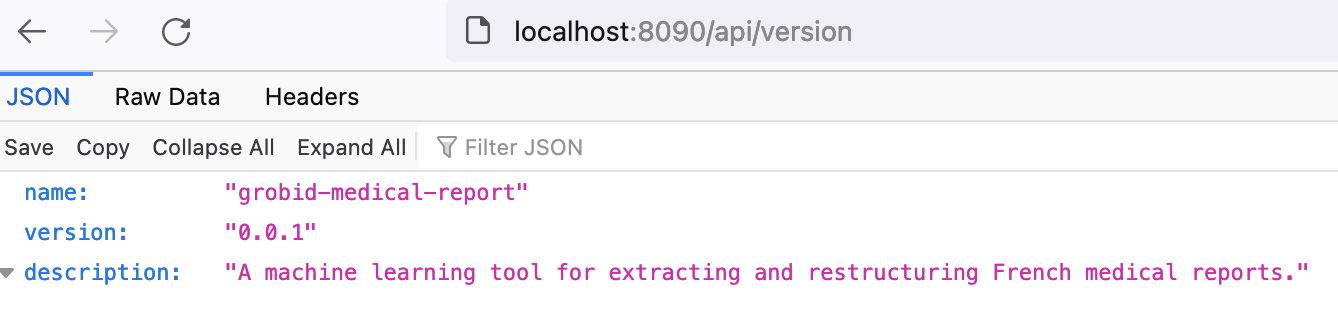 localhost:8090/api/version
JSON Raw Data Headers
Save Copy Collapse All Expand All Filter JSON
name: "grobid-medical-report"
version: "0.0.1"
description: "A machine learning tool for extracting and restructuring French medical reports."